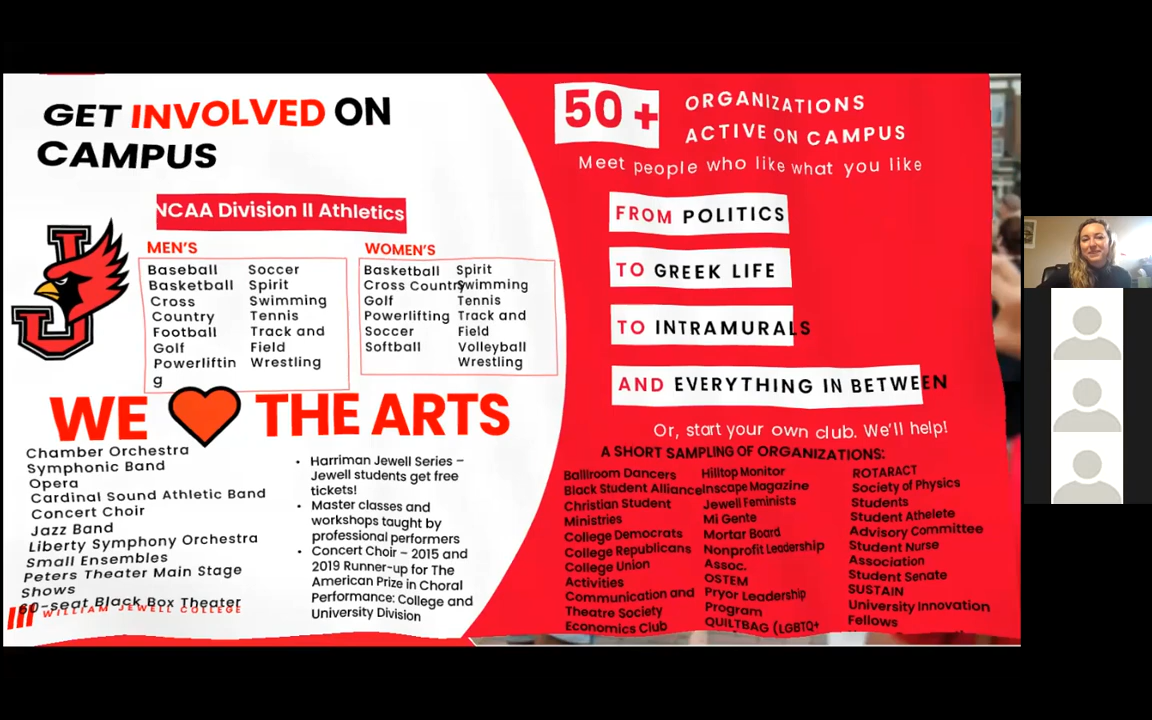 GET INVOLVED ON
CAMPUS
NCAA Division II Athletics
MEN'S
Baseball
Basketball
Cross
Country
Football
Golf
Powerliftin
g
Soccer
Spirit
Swimming
Tennis
Track and
Field
Wrestling
WOMEN'S
Basketball
Cross Country
Golf
Powerlifting
Soccer
Softball
Spirit
Swimming
Tennis
Track and
Field
Volleyball
Wrestling
WE THE ARTS
Chamber Orchestra
Symphonic Band
Opera
Cardinal Sound Athletic Band
Concert Choir
Jazz Band
Liberty Symphony Orchestra
Small Ensembles
Peters Theater Main Stage
Shows
60-seat Black Box Theater
WILLIAM JEWELL COLLEGE
• Harriman Jewell Series –
Jewell students get free
tickets!
• Master classes and
workshops taught by
professional performers
• Concert Choir – 2015 and
2019 Runner-up for The
American Prize in Choral
Performance: College and
University Division
50 +
ORGANIZATIONS
ACTIVE ON CAMPUS
Meet people who like what you like
FROM POLITICS
TO GREEK LIFE
TO INTRAMURALS
AND EVERYTHING IN BETWEEN
Or, start your own club. We'll help!
A SHORT SAMPLING OF ORGANIZATIONS:
Ballroom Dancers
Black Student Alliance
Christian Student
Ministries
College Democrats
College Republicans
College Union
Activities
Communication and
Theatre Society
Economics Club
Hilltop Monitor
Inscape Magazine
Jewell Feminists
Mi Gente
Mortar Board
Nonprofit Leadership
Assoc.
OSTEM
Pryor Leadership
Program
QUILTBAG (LGBTQ+
ROTARACT
Society of Physics
Students
Student Athelete
Advisory Committee
Student Nurse
Association
Student Senate
SUSTAIN
University Innovation
Fellows